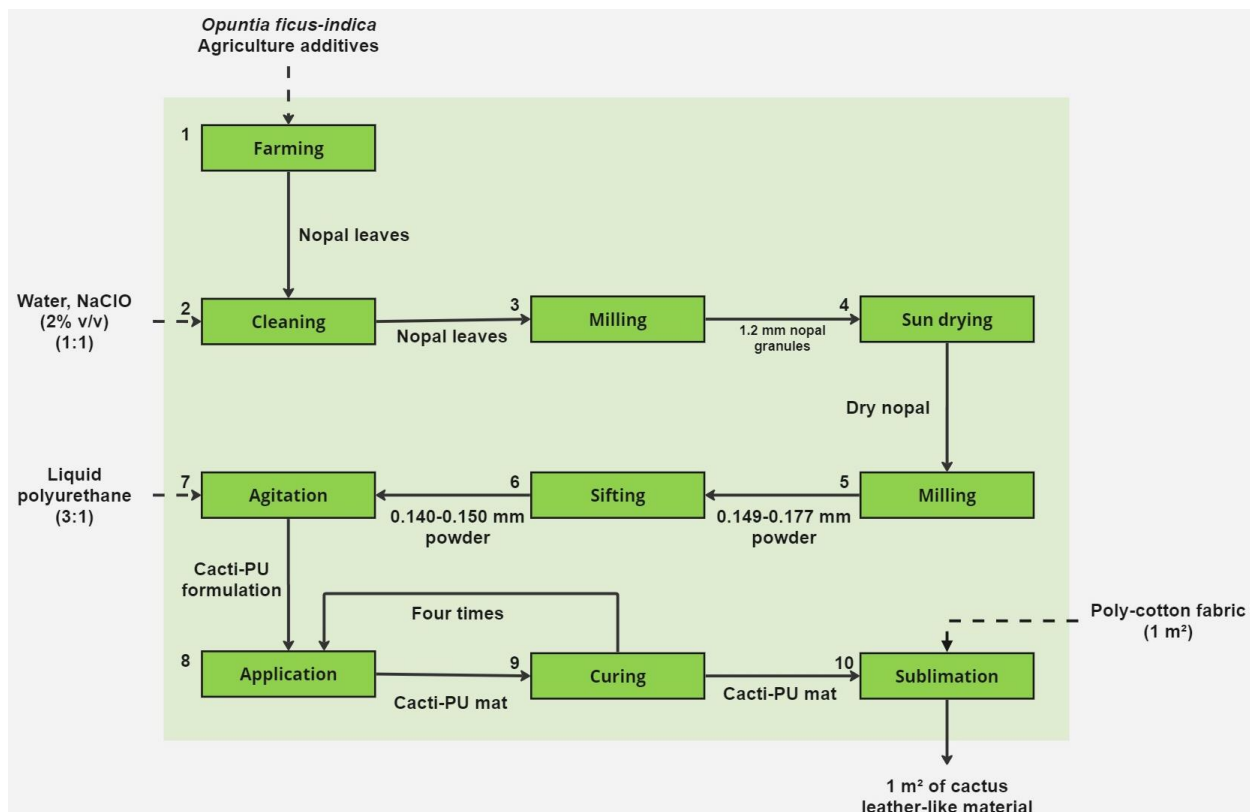 Opuntia ficus-indica
Agriculture additives
1
Farming
Nopal leaves
Water, NaClO
(2% v/v)
(1:1)
2
Cleaning
Nopal leaves
3
Milling
1.2 mm nopal
granules
4
Sun drying
Dry nopal
5
Milling
0.149-0.177 mm
powder
6
Sifting
0.140-0.150 mm
powder
7
Agitation
Liquid
polyurethane
(3:1)
Cacti-PU
formulation
8
Application
Four times
Cacti-PU mat
9
Curing
Cacti-PU mat
10
Sublimation
Poly-cotton fabric
(1 m²)
1 m² of cactus
leather-like material